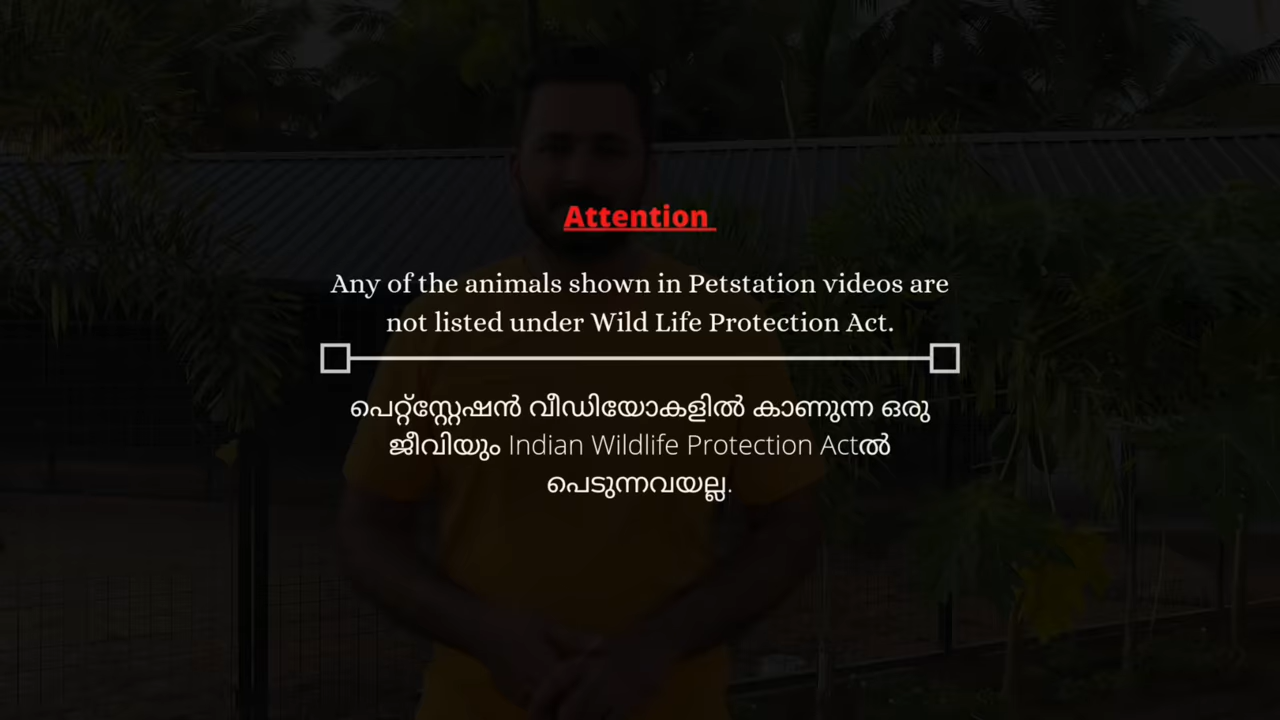 Attention
Any of the animals shown in Petstation videos are
not listed under Wild Life Protection Act.
പെറ്റ്സ്റ്റേഷൻ വീഡിയോകളിൽ കാണുന്ന ഒരു
ജീവിയും Indian Wildlife Protection Actൽ
പെടുന്നവയല്ല.